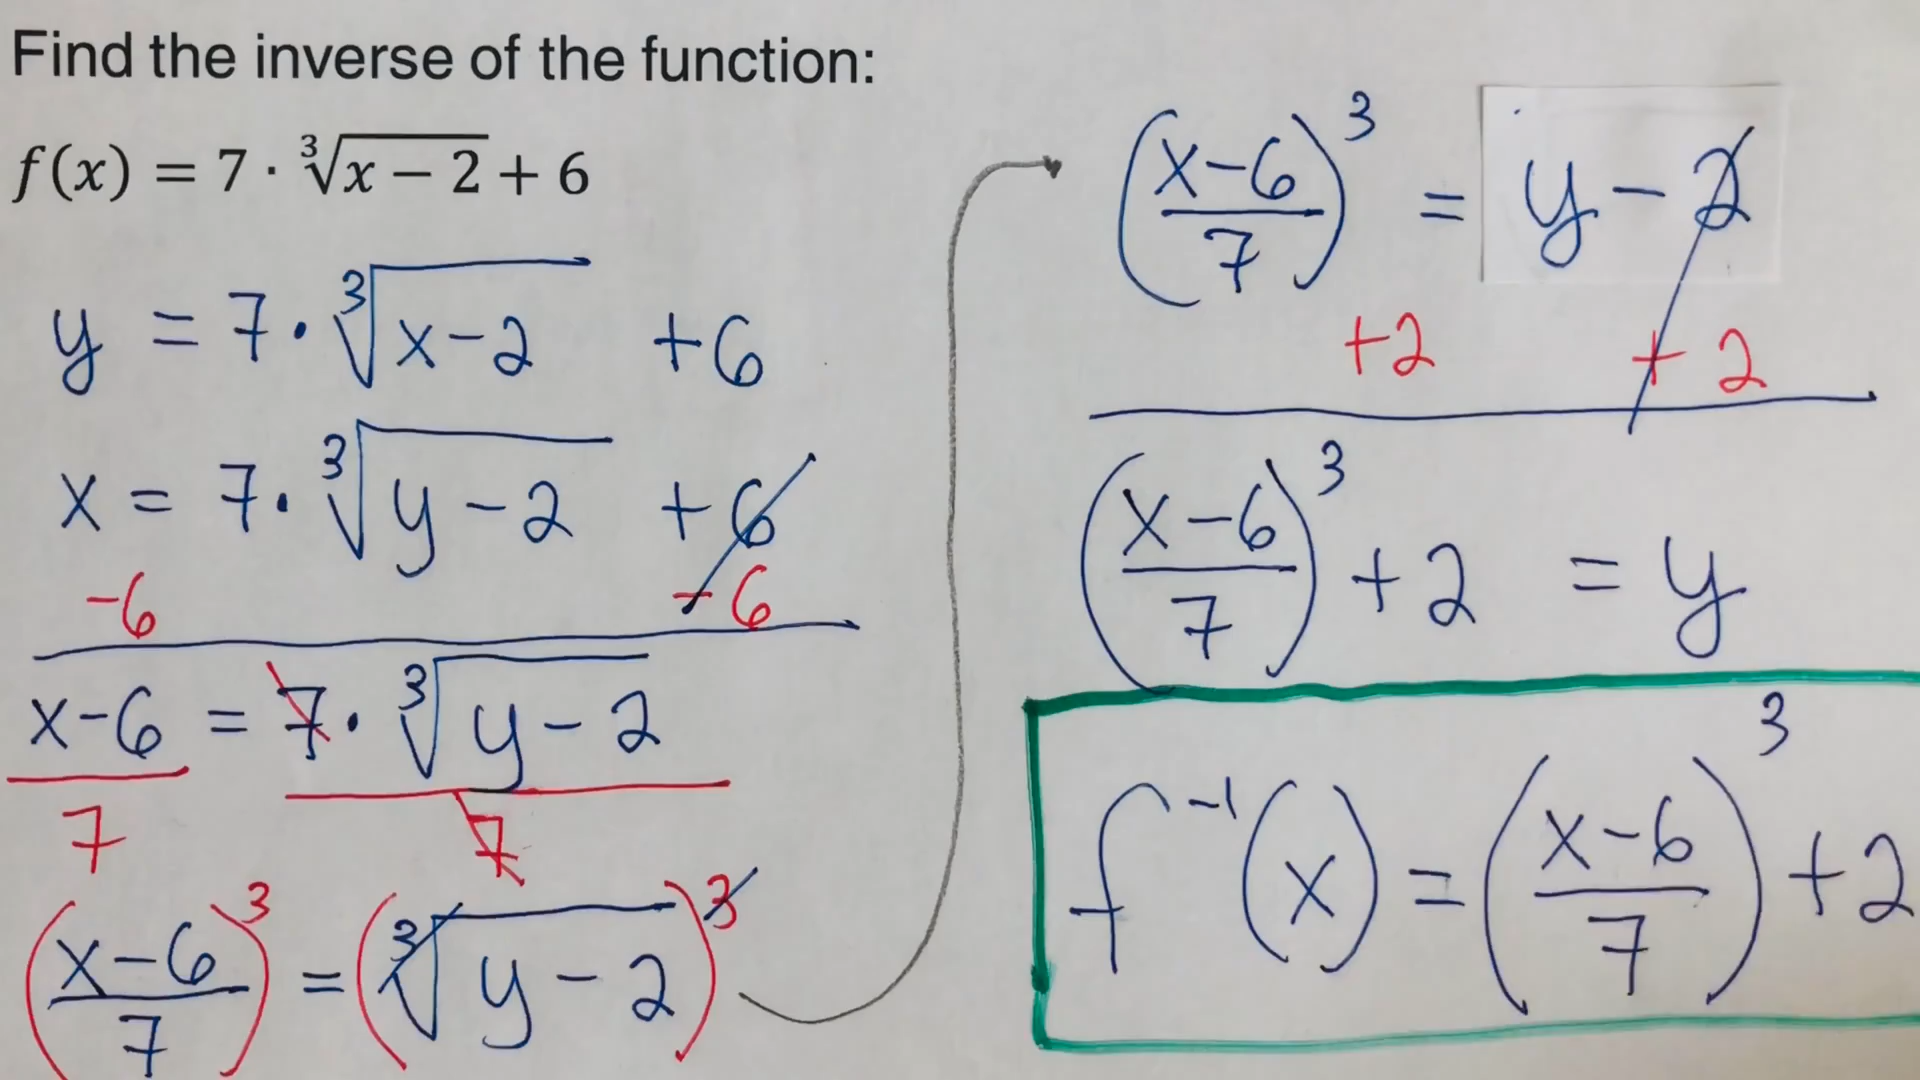 Find the inverse of the function:
f(x) = 7 · ∛(x − 2) + 6
y = 7 · ∛(x − 2) + 6
x = 7 · ∛(y − 2) + 6
−6 − 6
x − 6 = 7 · ∛(y − 2)
7 7
((x − 6)/7)³ = (∛(y − 2))³
((x − 6)/7)³ = y − 2
+2 + 2
((x − 6)/7)³ + 2 = y
f⁻¹(x) = ((x − 6)/7)³ + 2